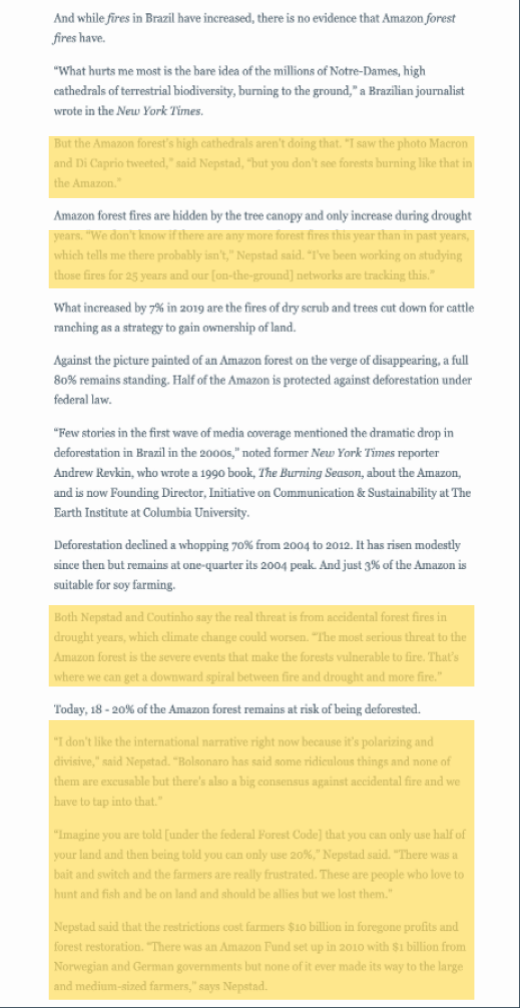 And while fires in Brazil have increased, there is no evidence that Amazon forest
fires have.
“What hurts me most is the bare idea of the millions of Notre-Dames, high
cathedrals of terrestrial biodiversity, burning to the ground,” a Brazilian journalist
wrote in the New York Times.
But the Amazon forest’s high cathedrals aren’t doing that. “I saw the photo Macron
and Di Caprio tweeted,” said Nepstad, “but you don’t see forests burning like that in
the Amazon.”
Amazon forest fires are hidden by the tree canopy and only increase during drought
years. “We don’t know if there are any more forest fires this year than in past years,
which tells me there probably isn’t,” Nepstad said. “I’ve been working on studying
those fires for 25 years and our [on-the-ground] networks are tracking this.”
What increased by 7% in 2019 are the fires of dry scrub and trees cut down for cattle
ranching as a strategy to gain ownership of land.
Against the picture painted of an Amazon forest on the verge of disappearing, a full
80% remains standing. Half of the Amazon is protected against deforestation under
federal law.
“Few stories in the first wave of media coverage mentioned the dramatic drop in
deforestation in Brazil in the 2000s,” noted former New York Times reporter
Andrew Revkin, who wrote a 1990 book, The Burning Season, about the Amazon,
and is now Founding Director, Initiative on Communication & Sustainability at The
Earth Institute at Columbia University.
Deforestation declined a whopping 70% from 2004 to 2012. It has risen modestly
since then but remains at one-quarter its 2004 peak. And just 3% of the Amazon is
suitable for soy farming.
Both Nepstad and Coutinho say the real threat is from accidental forest fires in
drought years, which climate change could worsen. “The most serious threat to the
Amazon forest is the severe events that make the forests vulnerable to fire. That’s
where we can get a downward spiral between fire and drought and more fire.”
Today, 18 - 20% of the Amazon forest remains at risk of being deforested.
“I don’t like the international narrative right now because it’s polarizing and
divisive,” said Nepstad. “Bolsonaro has said some ridiculous things and none of
them are excusable but there’s also a big consensus against accidental fire and we
have to tap into that.”
“Imagine you are told [under the federal Forest Code] that you can only use half of
your land and then being told you can only use 20%,” Nepstad said. “There was a
bait and switch and the farmers are really frustrated. These are people who love to
hunt and fish and be on land and should be allies but we lost them.”
Nepstad said that the restrictions cost farmers $10 billion in foregone profits and
forest restoration. “There was an Amazon Fund set up in 2010 with $1 billion from
Norwegian and German governments but none of it ever made its way to the large
and medium-sized farmers,” says Nepstad.